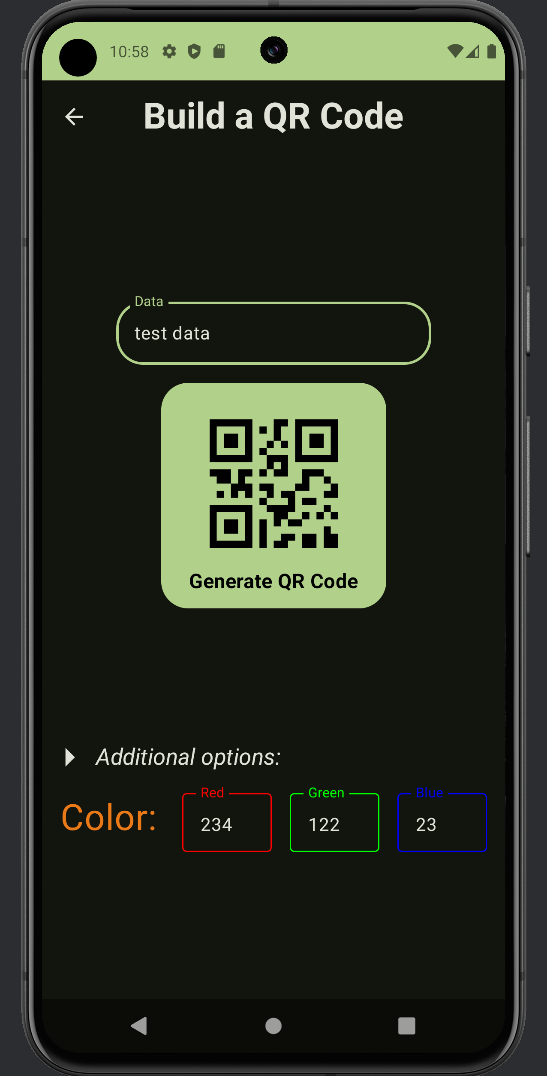 10:58
Build a QR Code
Data
test data
Generate QR Code
Additional options:
Color:
Red
234
Green
122
Blue
23